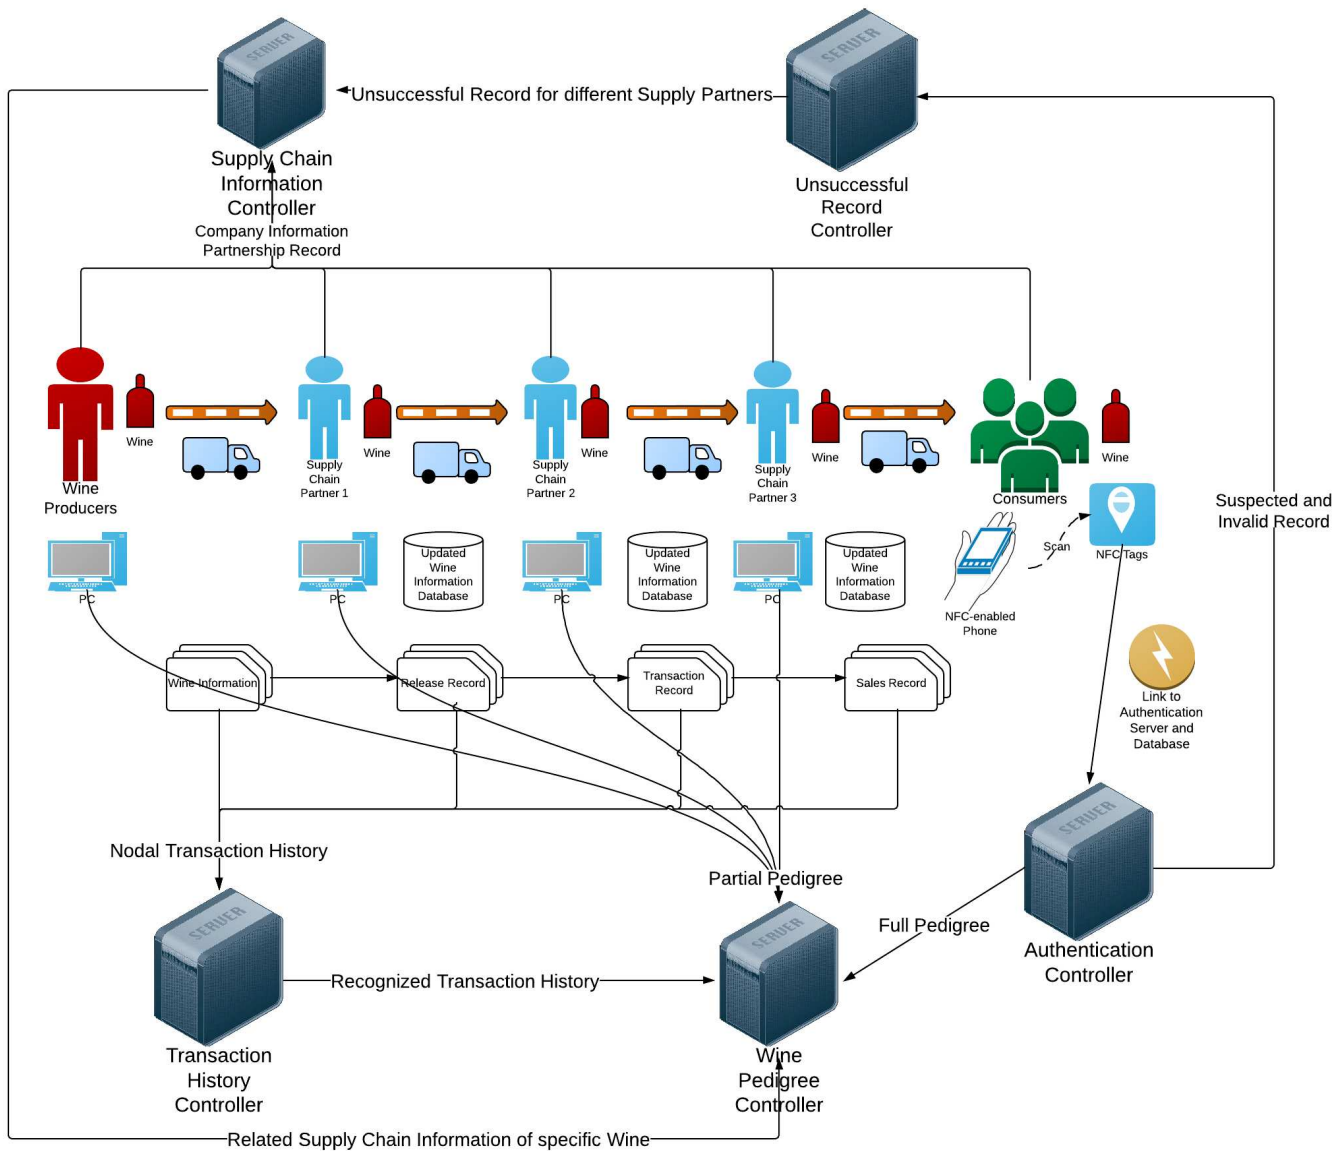 SERVER
SERVER
Unsuccessful Record for different Supply Partners
Supply Chain
Information
Controller
Company Information
Partnership Record
Unsuccessful
Record
Controller
Wine
Producers
Wine
Supply
Chain
Partner 1
Wine
Supply
Chain
Partner 2
Wine
Supply
Chain
Partner 3
Wine
Consumers
Wine
Suspected and
Invalid Record
PC
PC
Updated
Wine
Information
Database
PC
Updated
Wine
Information
Database
PC
Updated
Wine
Information
Database
NFC-enabled
Phone
Scan
NFC Tags
Wine Information
Release Record
Transaction
Record
Sales Record
Link to
Authentication
Server and
Database
Nodal Transaction History
Partial Pedigree
SERVER
Full Pedigree
Authentication
Controller
SERVER
Recognized Transaction History
SERVER
Transaction
History
Controller
Wine
Pedigree
Controller
Related Supply Chain Information of specific Wine